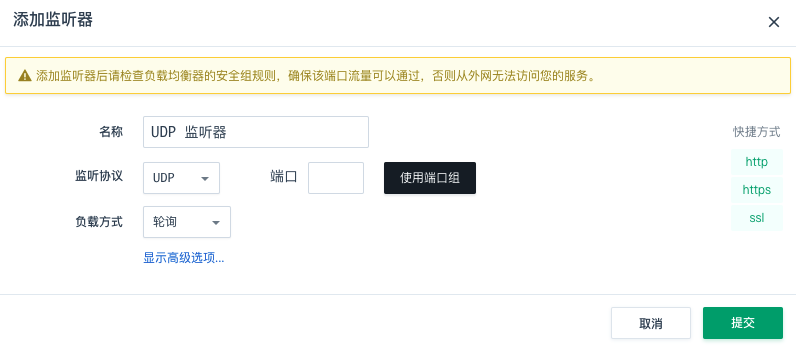 添加监听器
添加监听器后请检查负载均衡器的安全组规则，确保该端口流量可以通过，否则从外网无法访问您的服务。
名称 UDP 监听器
快捷方式
监听协议 UDP 端口 使用端口组
http
https
ssl
负载方式 轮询
显示高级选项...
取消 提交